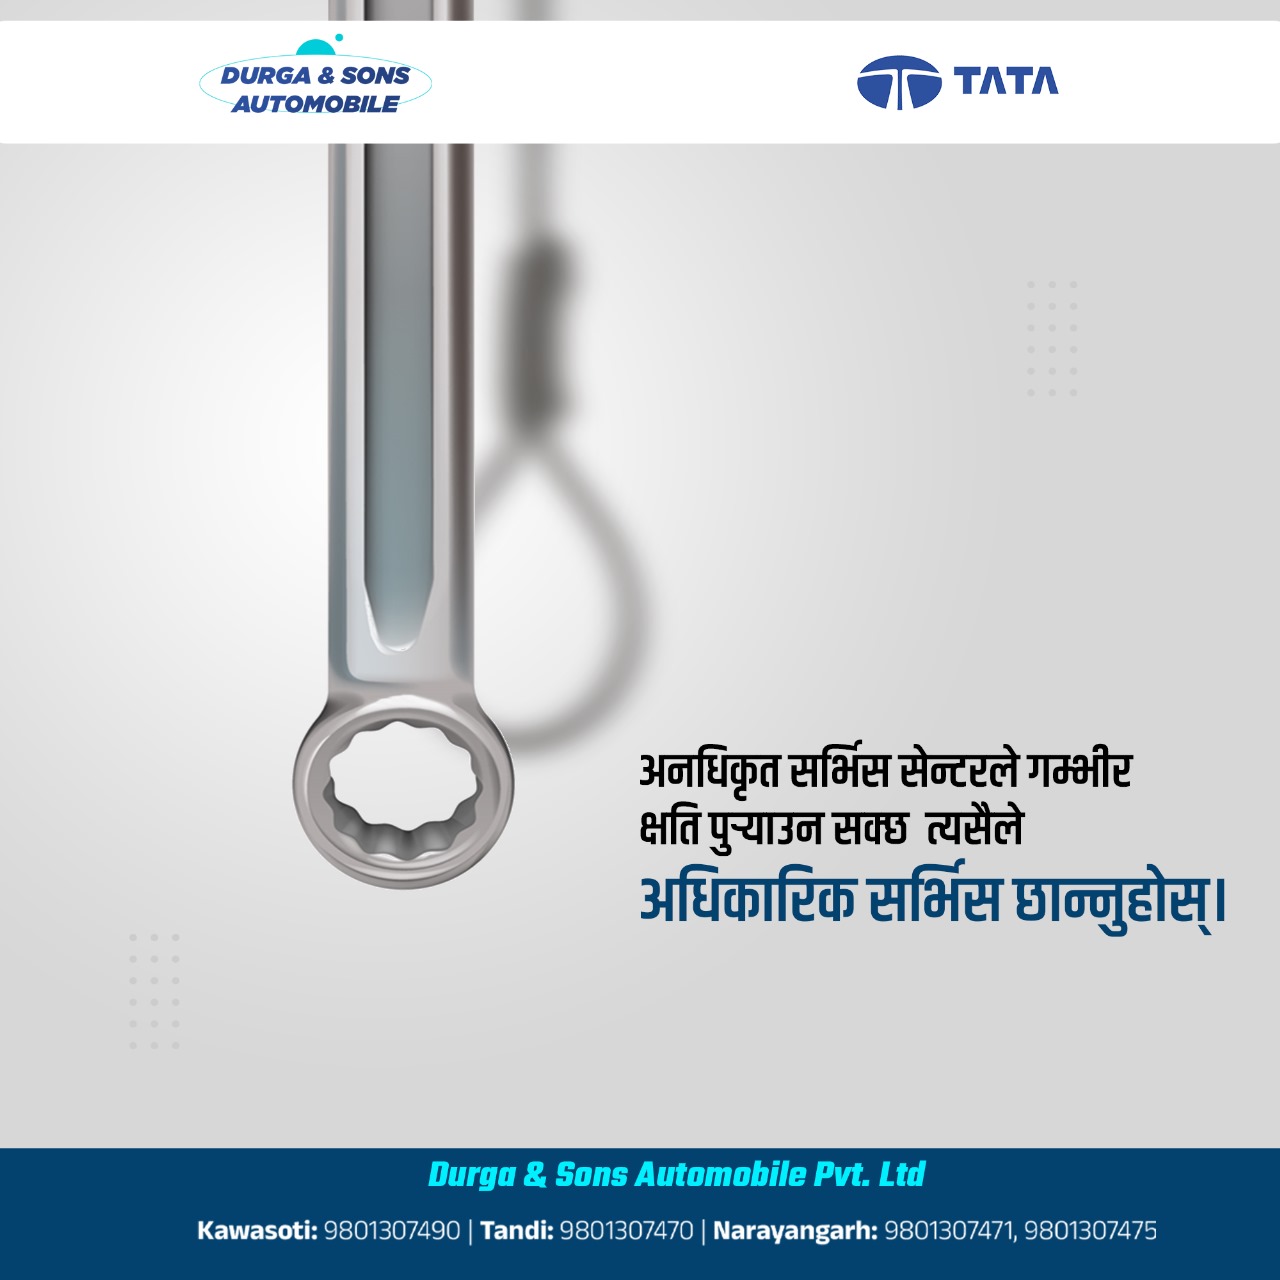 DURGA & SONS
AUTOMOBILE
TATA
अनधिकृत सर्भिस सेन्टरले गम्भीर
क्षति पुर्‍याउन सक्छ त्यसैले
अधिकारिक सर्भिस छान्नुहोस्।
Durga & Sons Automobile Pvt. Ltd
Kawasoti: 9801307490 | Tandi: 9801307470 | Narayangarh: 9801307471, 9801307475